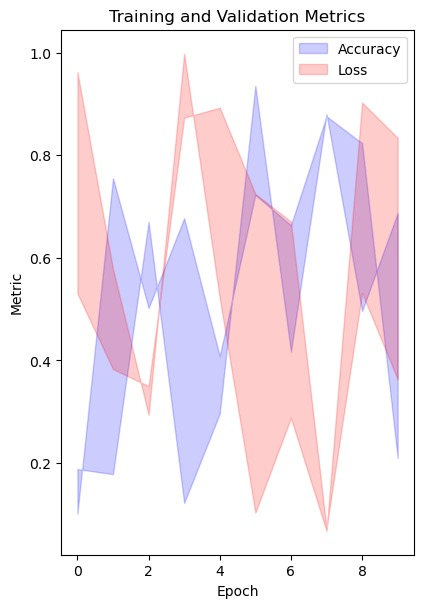 Training and Validation Metrics
Accuracy
Loss
1.0
0.8
0.6
0.4
0.2
Metric
0 2 4 6 8
Epoch